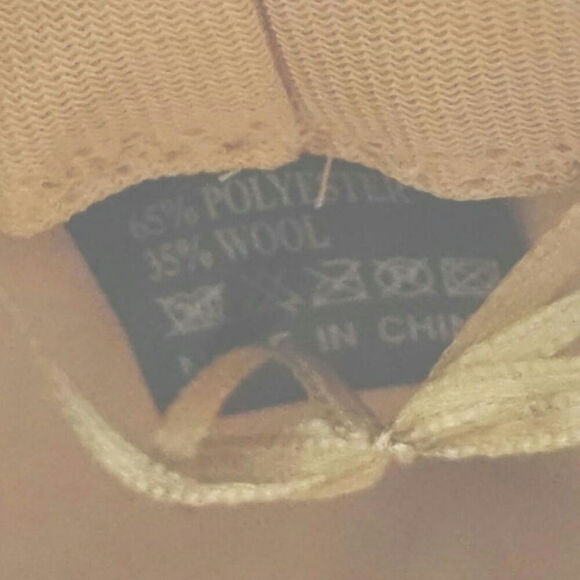 65% POLYESTER
35% WOOL
IN CHIN